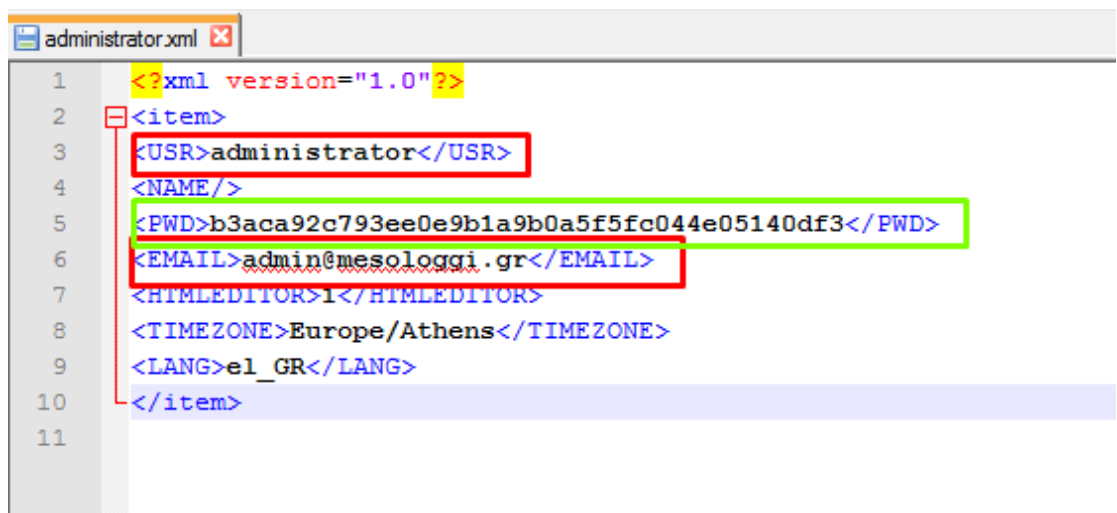 administrator.xml
1 <?xml version="1.0"?>
2 <item>
3 <USR>administrator</USR>
4 <NAME/>
5 <PWD>b3aca92c793ee0e9b1a9b0a5f5fc044e05140df3</PWD>
6 <EMAIL>admin@mesologgi.gr</EMAIL>
7 <HTMLEDITOR>1</HTMLEDITOR>
8 <TIMEZONE>Europe/Athens</TIMEZONE>
9 <LANG>el_GR</LANG>
10 </item>
11